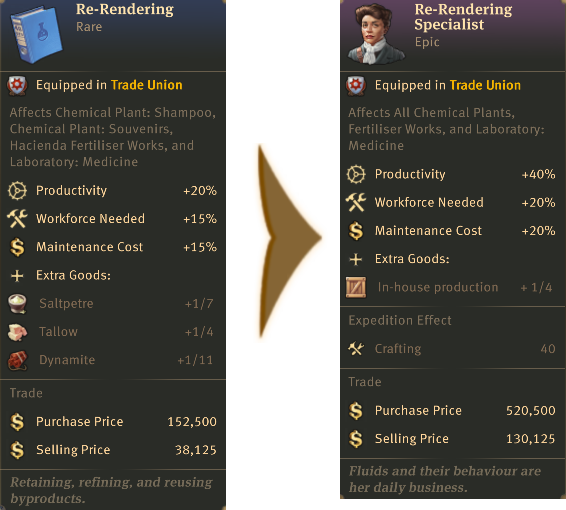 Re-Rendering
Rare
Equipped in Trade Union
Affects Chemical Plant: Shampoo,
Chemical Plant: Souvenirs,
Hacienda Fertiliser Works, and
Laboratory: Medicine
Productivity +20%
Workforce Needed +15%
Maintenance Cost +15%
Extra Goods:
Saltpetre +1/7
Tallow +1/4
Dynamite +1/11
Trade
Purchase Price 152,500
Selling Price 38,125
Retaining, refining, and reusing
byproducts.
Re-Rendering
Specialist
Epic
Equipped in Trade Union
Affects All Chemical Plants,
Fertiliser Works, and Laboratory:
Medicine
Productivity +40%
Workforce Needed +20%
Maintenance Cost +20%
Extra Goods:
In-house production + 1/4
Expedition Effect
Crafting 40
Trade
Purchase Price 520,500
Selling Price 130,125
Fluids and their behaviour are
her daily business.